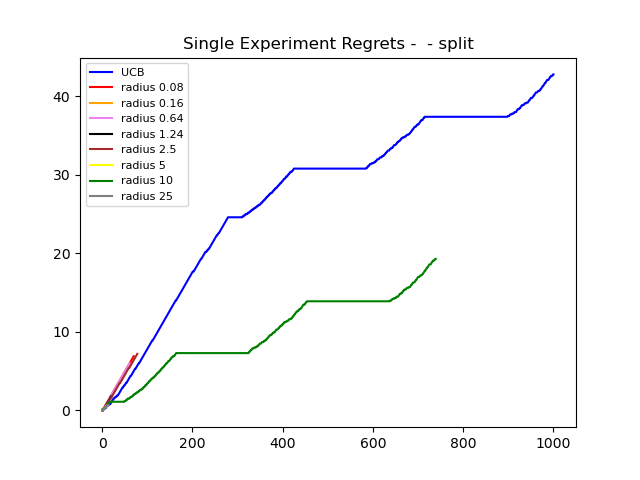 Single Experiment Regrets -  - split
UCB
radius 0.08
radius 0.16
radius 0.64
radius 1.24
radius 2.5
radius 5
radius 10
radius 25
40
30
20
10
0
0 200 400 600 800 1000